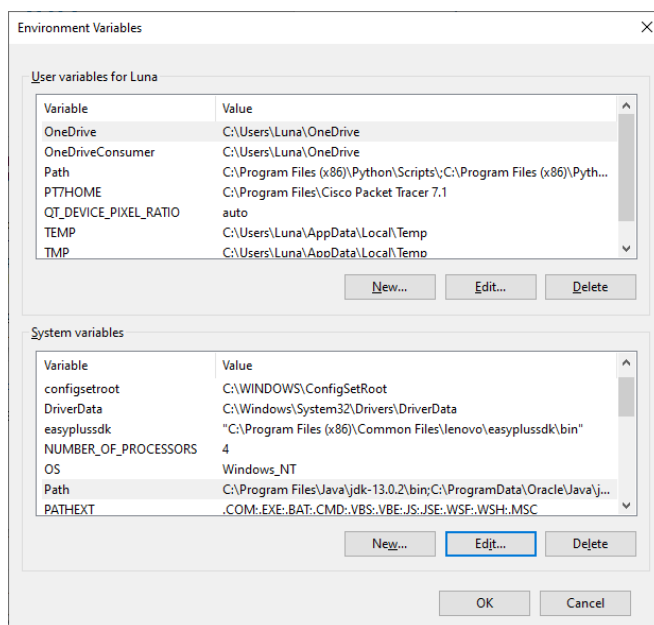 Environment Variables
User variables for Luna
Variable Value
OneDrive C:\Users\Luna\OneDrive
OneDriveConsumer C:\Users\Luna\OneDrive
Path C:\Program Files (x86)\Python\Scripts\;C:\Program Files (x86)\Pyth...
PT7HOME C:\Program Files\Cisco Packet Tracer 7.1
QT_DEVICE_PIXEL_RATIO auto
TEMP C:\Users\Luna\AppData\Local\Temp
TMP C:\Users\Luna\AppData\Local\Temp
New... Edit... Delete
System variables
Variable Value
configsetroot C:\WINDOWS\ConfigSetRoot
DriverData C:\Windows\System32\Drivers\DriverData
easyplussdk "C:\Program Files (x86)\Common Files\lenovo\easyplussdk\bin"
NUMBER_OF_PROCESSORS 4
OS Windows_NT
Path C:\Program Files\Java\jdk-13.0.2\bin;C:\ProgramData\Oracle\Java\j...
PATHEXT .COM;.EXE;.BAT;.CMD;.VBS;.VBE;.JS;.JSE;.WSF;.WSH;.MSC
New... Edit... Delete
OK Cancel